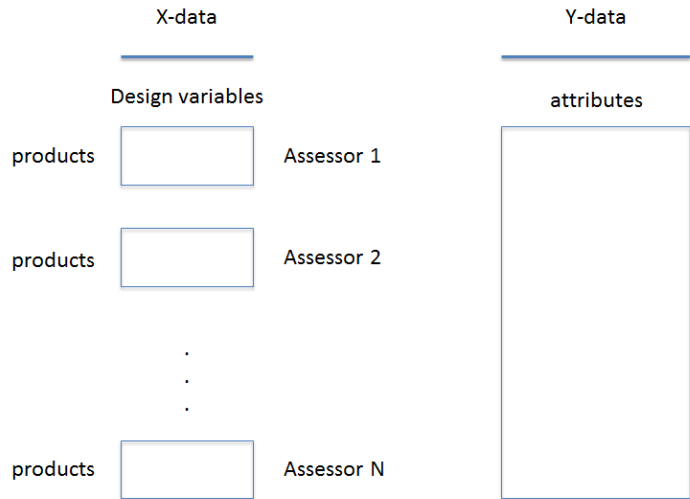 X-data
Y-data
Design variables
attributes
products
Assessor 1
products
Assessor 2
.
.
.
products
Assessor N